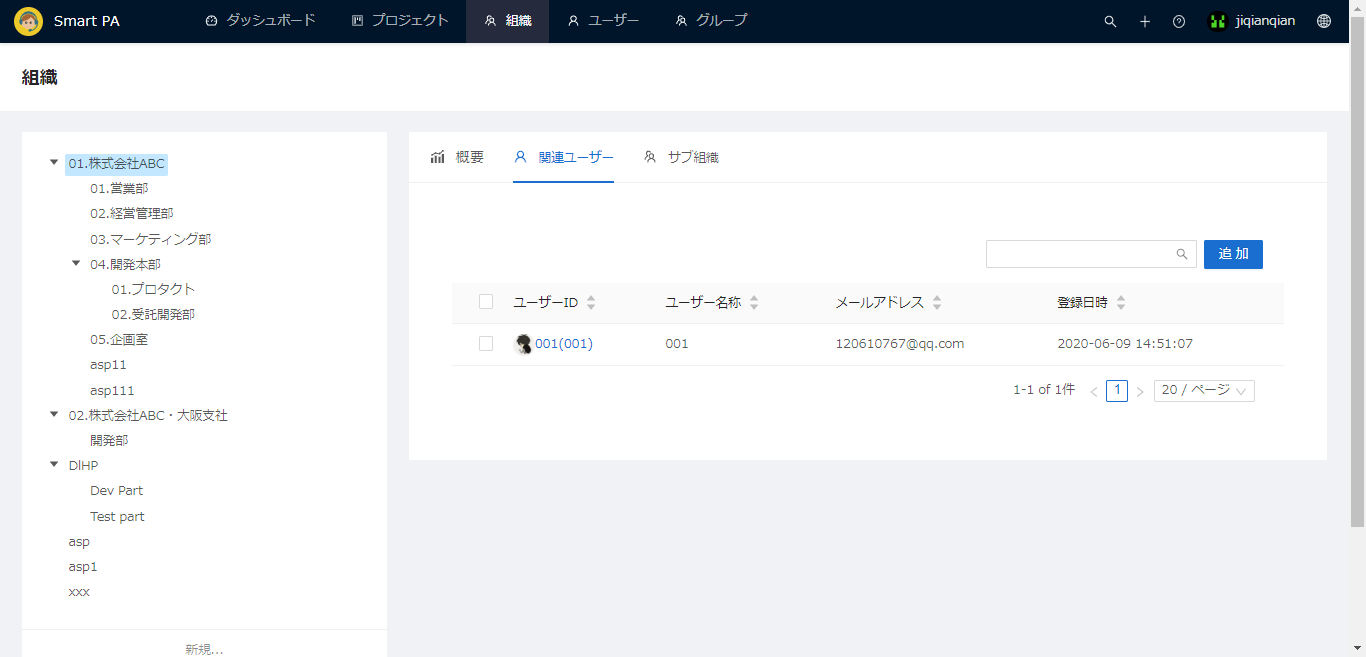 Smart PA ダッシュボード プロジェクト 組織 ユーザー グループ jiqianqian
組織
01.株式会社ABC
01.営業部
02.経営管理部
03.マーケティング部
04.開発本部
01.プロタクト
02.受託開発部
05.企画室
asp11
asp111
02.株式会社ABC・大阪支社
開発部
DlHP
Dev Part
Test part
asp
asp1
xxx
新規...
概要 関連ユーザー サブ組織
追 加
ユーザーID ユーザー名称 メールアドレス 登録日時
001(001) 001 120610767@qq.com 2020-06-09 14:51:07
1-1 of 1件 < 1 > 20 / ページ